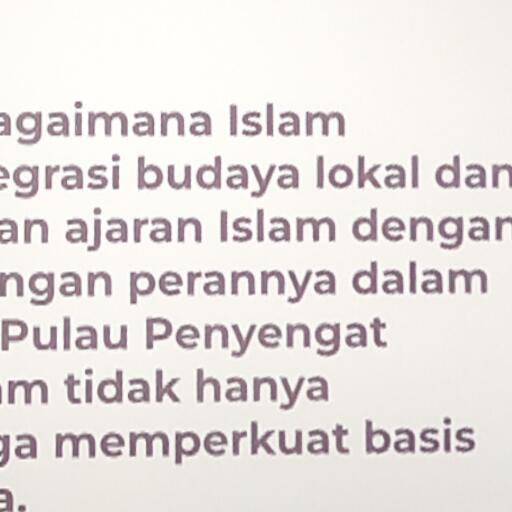 agaimana Islam
egrasi budaya lokal dan
an ajaran Islam dengan
ngan perannya dalam
Pulau Penyengat
am tidak hanya
ga memperkuat basis
a.